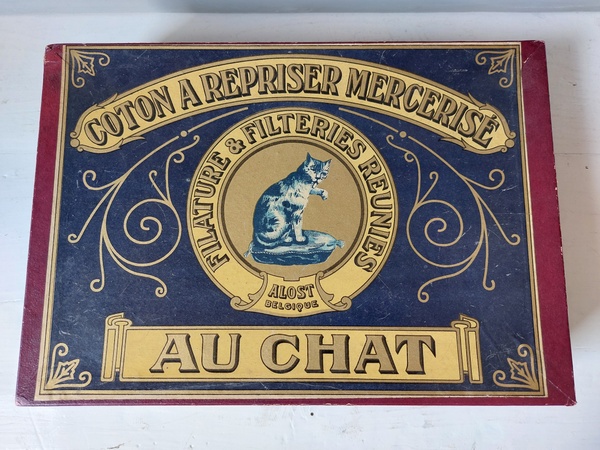 COTON A REPRISER MERCERISÉ
FILATURE & FILTERIES REUNIES
ALOST
BELGIQUE
AU CHAT